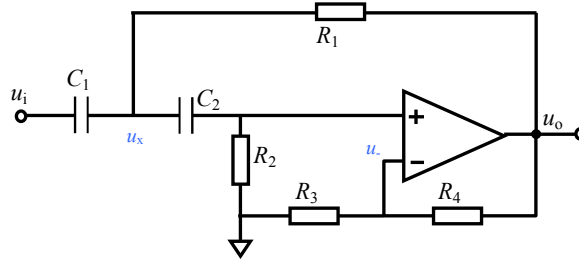 R₁
C₁
uᵢ
C₂
uₒ
uₓ
+
u₋
−
R₂
R₃
R₄